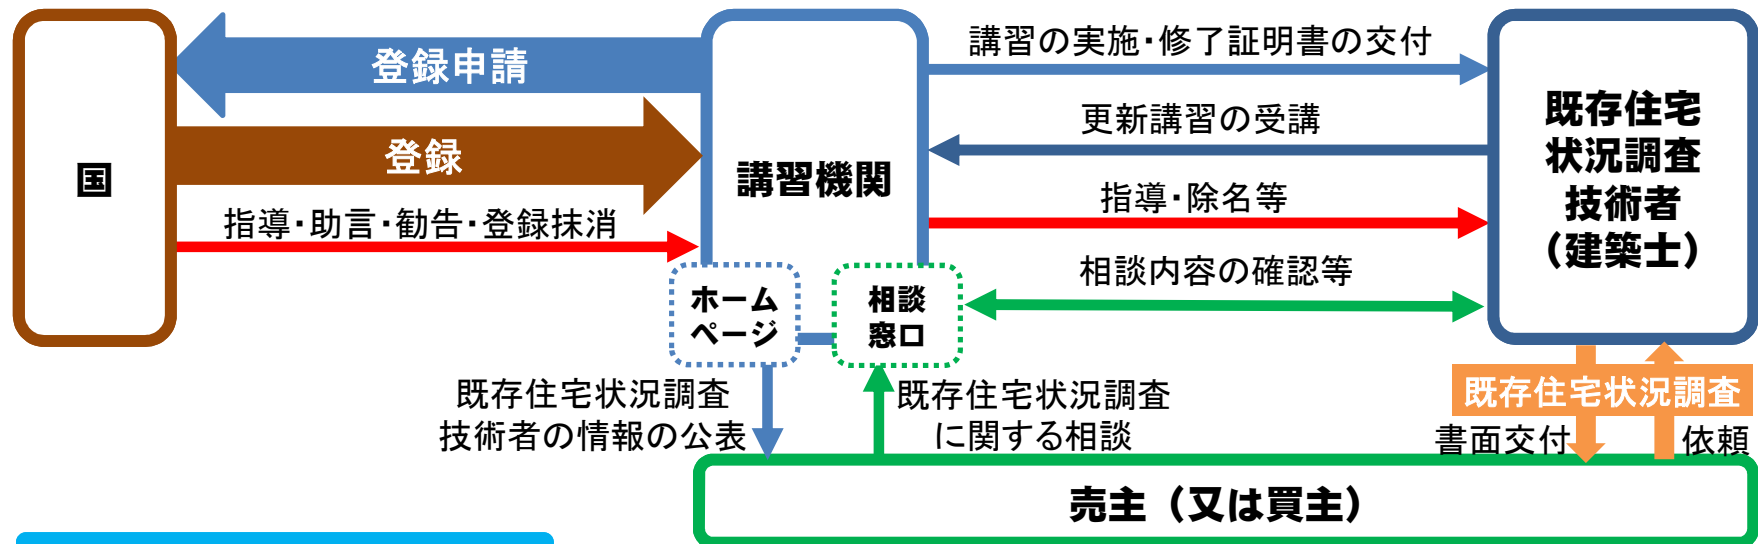 国
登録申請
登録
指導・助言・勧告・登録抹消
講習機関
ホーム
ページ
相談
窓口
講習の実施・修了証明書の交付
更新講習の受講
指導・除名等
相談内容の確認等
既存住宅
状況調査
技術者
（建築士）
既存住宅状況調査
技術者の情報の公表
既存住宅状況調査
に関する相談
既存住宅状況調査
書面交付
依頼
売主（又は買主）